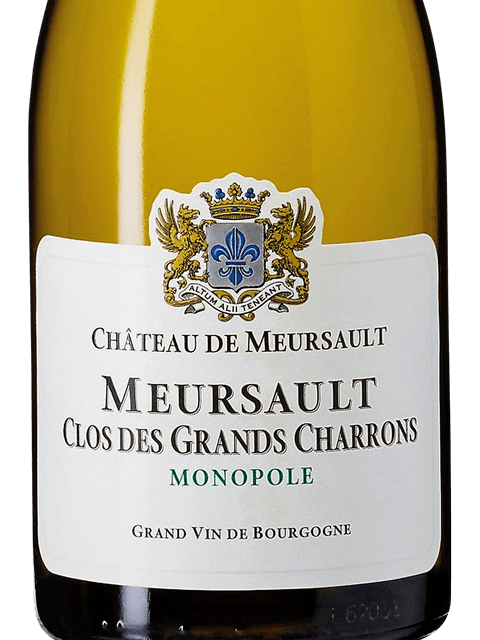 ALTUM ALII TENEANT
CHÂTEAU DE MEURSAULT
MEURSAULT
CLOS DES GRANDS CHARRONS
MONOPOLE
GRAND VIN DE BOURGOGNE